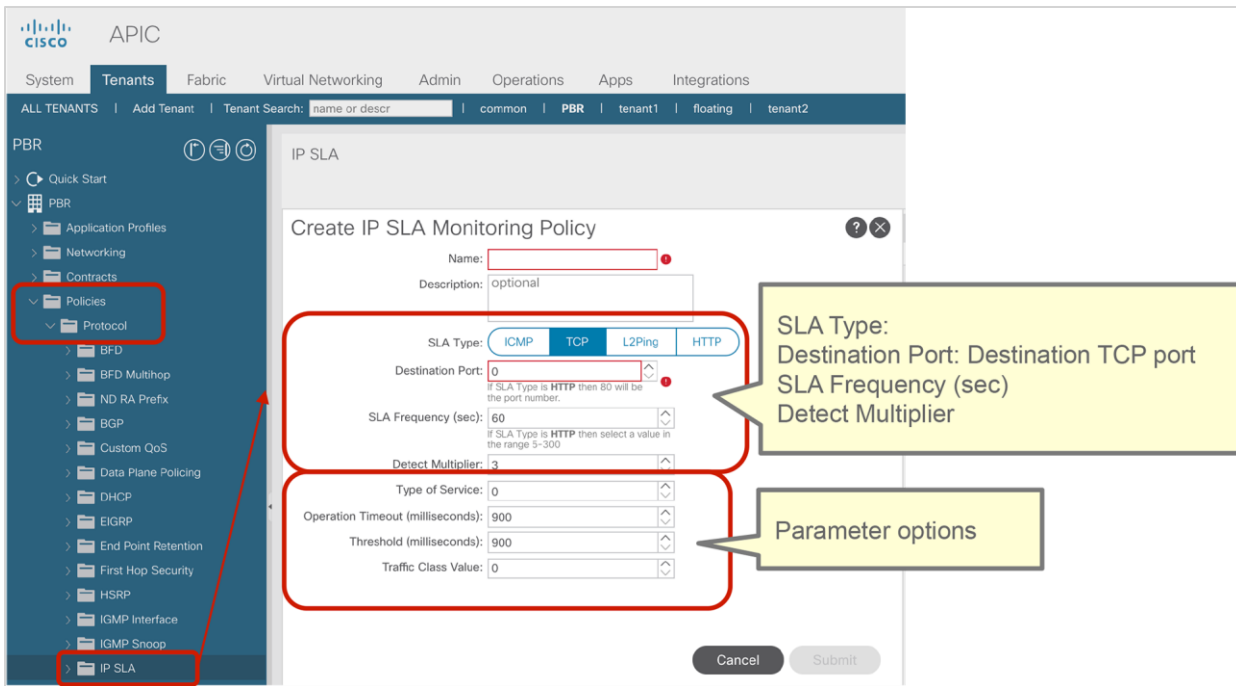 CISCO APIC
System Tenants Fabric Virtual Networking Admin Operations Apps Integrations
ALL TENANTS | Add Tenant | Tenant Search: name or descr | common | PBR | tenant1 | floating | tenant2
PBR
Quick Start
PBR
Application Profiles
Networking
Contracts
Policies
Protocol
BFD
BFD Multihop
ND RA Prefix
BGP
Custom QoS
Data Plane Policing
DHCP
EIGRP
End Point Retention
First Hop Security
HSRP
IGMP Interface
IGMP Snoop
IP SLA
IP SLA
Create IP SLA Monitoring Policy
Name:
Description: optional
SLA Type: ICMP TCP L2Ping HTTP
Destination Port: 0
If SLA Type is HTTP then 80 will be
the port number.
SLA Frequency (sec): 60
If SLA Type is HTTP then select a value in
the range 5-300
Detect Multiplier: 3
Type of Service: 0
Operation Timeout (milliseconds): 900
Threshold (milliseconds): 900
Traffic Class Value: 0
Cancel Submit
SLA Type:
Destination Port: Destination TCP port
SLA Frequency (sec)
Detect Multiplier
Parameter options